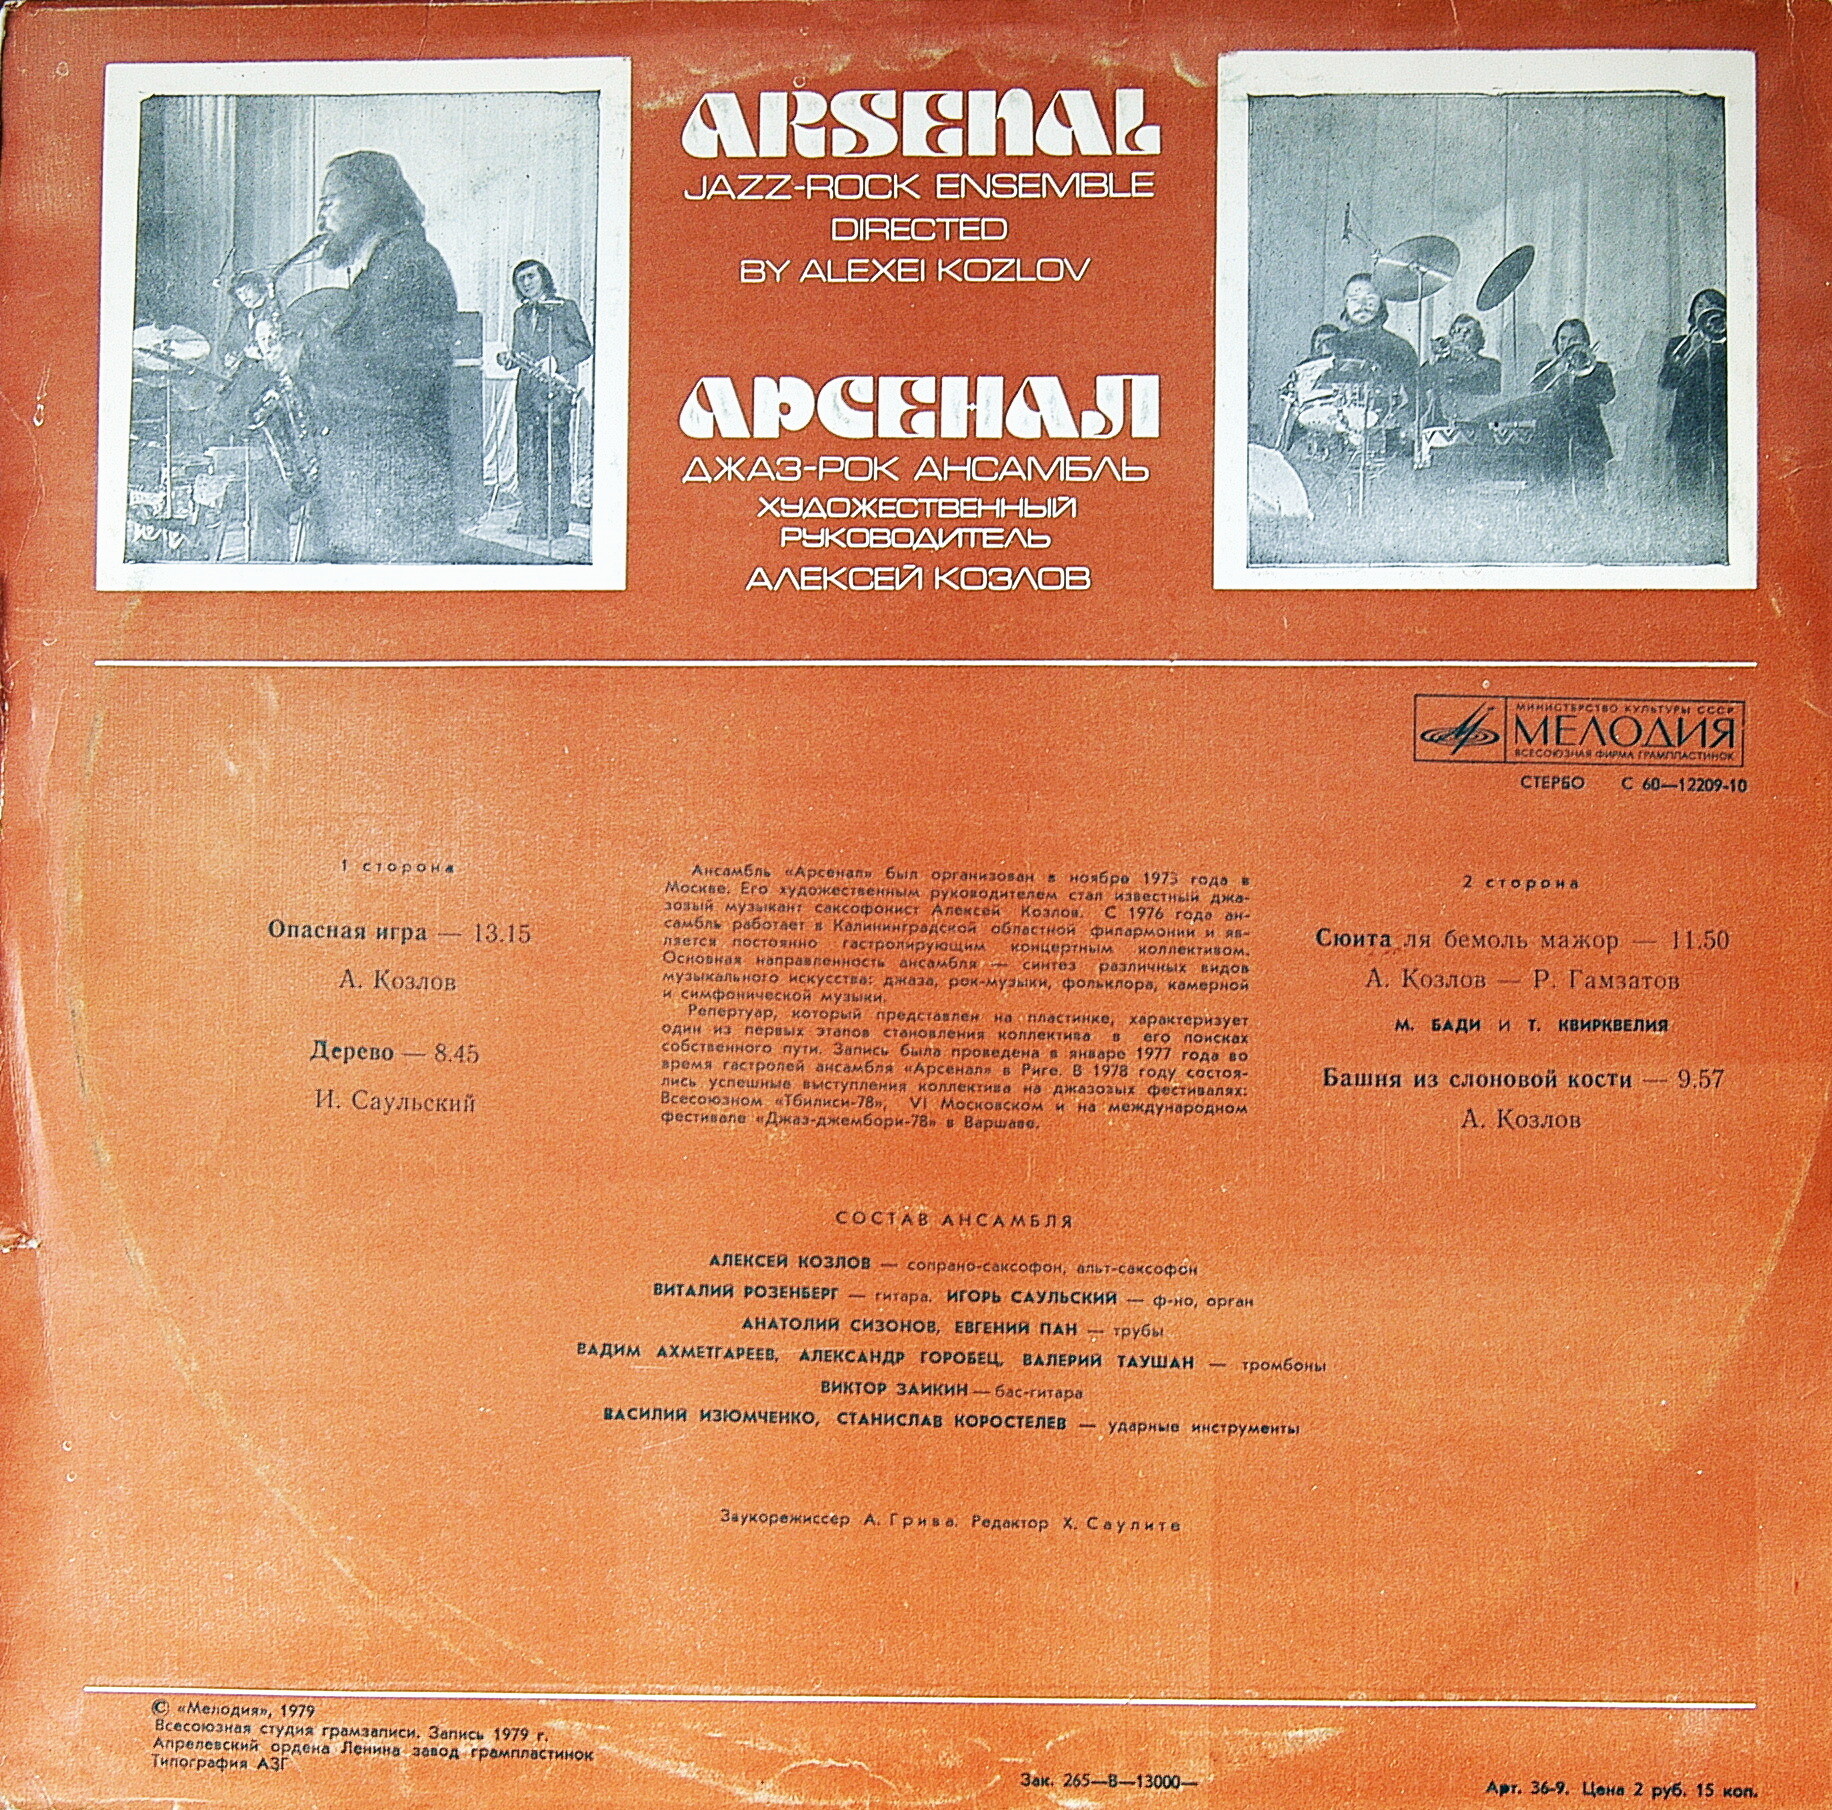 ARSENAL
JAZZ-ROCK ENSEMBLE
DIRECTED
BY ALEXEI KOZLOV
АРСЕНАЛ
ДЖАЗ-РОК АНСАМБЛЬ
ХУДОЖЕСТВЕННЫЙ
РУКОВОДИТЕЛЬ
АЛЕКСЕЙ КОЗЛОВ
МИНИСТЕРСТВО КУЛЬТУРЫ СССР
МЕЛОДИЯ
ВСЕСОЮЗНАЯ ФИРМА ГРАМПЛАСТИНОК
СТЕРЕО С 60—12209-10
1 сторона
Опасная игра — 13.15
А. Козлов
Дерево — 8.45
И. Саульский
Ансамбль «Арсенал» был организован в ноябре 1973 года в
Москве. Его художественным руководителем стал известный джа-
зовый музыкант саксофонист Алексей Козлов. С 1976 года ан-
самбль работает в Калининградской областной филармонии и яв-
ляется постоянно гастролирующим концертным коллективом.
Основная направленность ансамбля — синтез различных видов
музыкального искусства: джаза, рок-музыки, фольклора, камерной
и симфонической музыки.
Репертуар, который представлен на пластинке, характеризует
один из первых этапов становления коллектива в его поисках
собственного пути. Запись была проведена в январе 1977 года во
время гастролей ансамбля «Арсенал» в Риге. В 1978 году состоя-
лись успешные выступления коллектива на джазовых фестивалях:
Всесоюзном «Тбилиси-78», VI Московском и на международном
фестивале «Джаз-джембори-78» в Варшаве.
2 сторона
Сюита ля бемоль мажор — 11.50
А. Козлов — Р. Гамзатов
М. БАДИ И Т. КВИРКВЕЛИЯ
Башня из слоновой кости — 9.57
А. Козлов
СОСТАВ АНСАМБЛЯ
АЛЕКСЕЙ КОЗЛОВ — сопрано-саксофон, альт-саксофон
ВИТАЛИЙ РОЗЕНБЕРГ — гитара. ИГОРЬ САУЛЬСКИЙ — ф-но, орган
АНАТОЛИЙ СИЗОНОВ, ЕВГЕНИЙ ПАН — трубы
ВАДИМ АХМЕТГАРЕЕВ, АЛЕКСАНДР ГОРОБЕЦ, ВАЛЕРИЙ ТАУШАН — тромбоны
ВИКТОР ЗАИКИН — бас-гитара
ВАСИЛИЙ ИЗЮМЧЕНКО, СТАНИСЛАВ КОРОСТЕЛЕВ — ударные инструменты
Звукорежиссер А. Грива. Редактор Х. Саулите
© «Мелодия», 1979
Всесоюзная студия грамзаписи. Запись 1979 г.
Апрелевский ордена Ленина завод грампластинок
Типография АЗГ
Зак. 265—В—13000—
Арт. 36-9. Цена 2 руб. 15 коп.